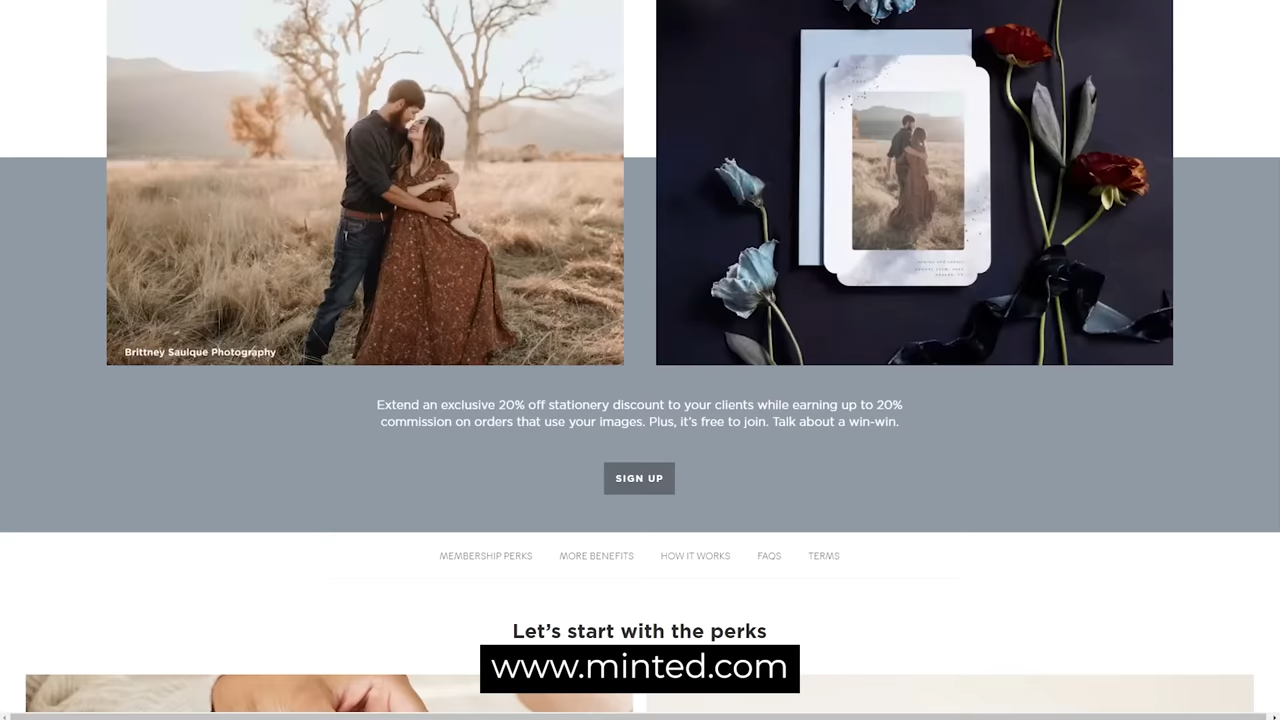 Brittney Saulque Photography
Extend an exclusive 20% off stationery discount to your clients while earning up to 20%
commission on orders that use your images. Plus, it’s free to join. Talk about a win-win.
SIGN UP
MEMBERSHIP PERKS MORE BENEFITS HOW IT WORKS FAQS TERMS
Let’s start with the perks
www.minted.com